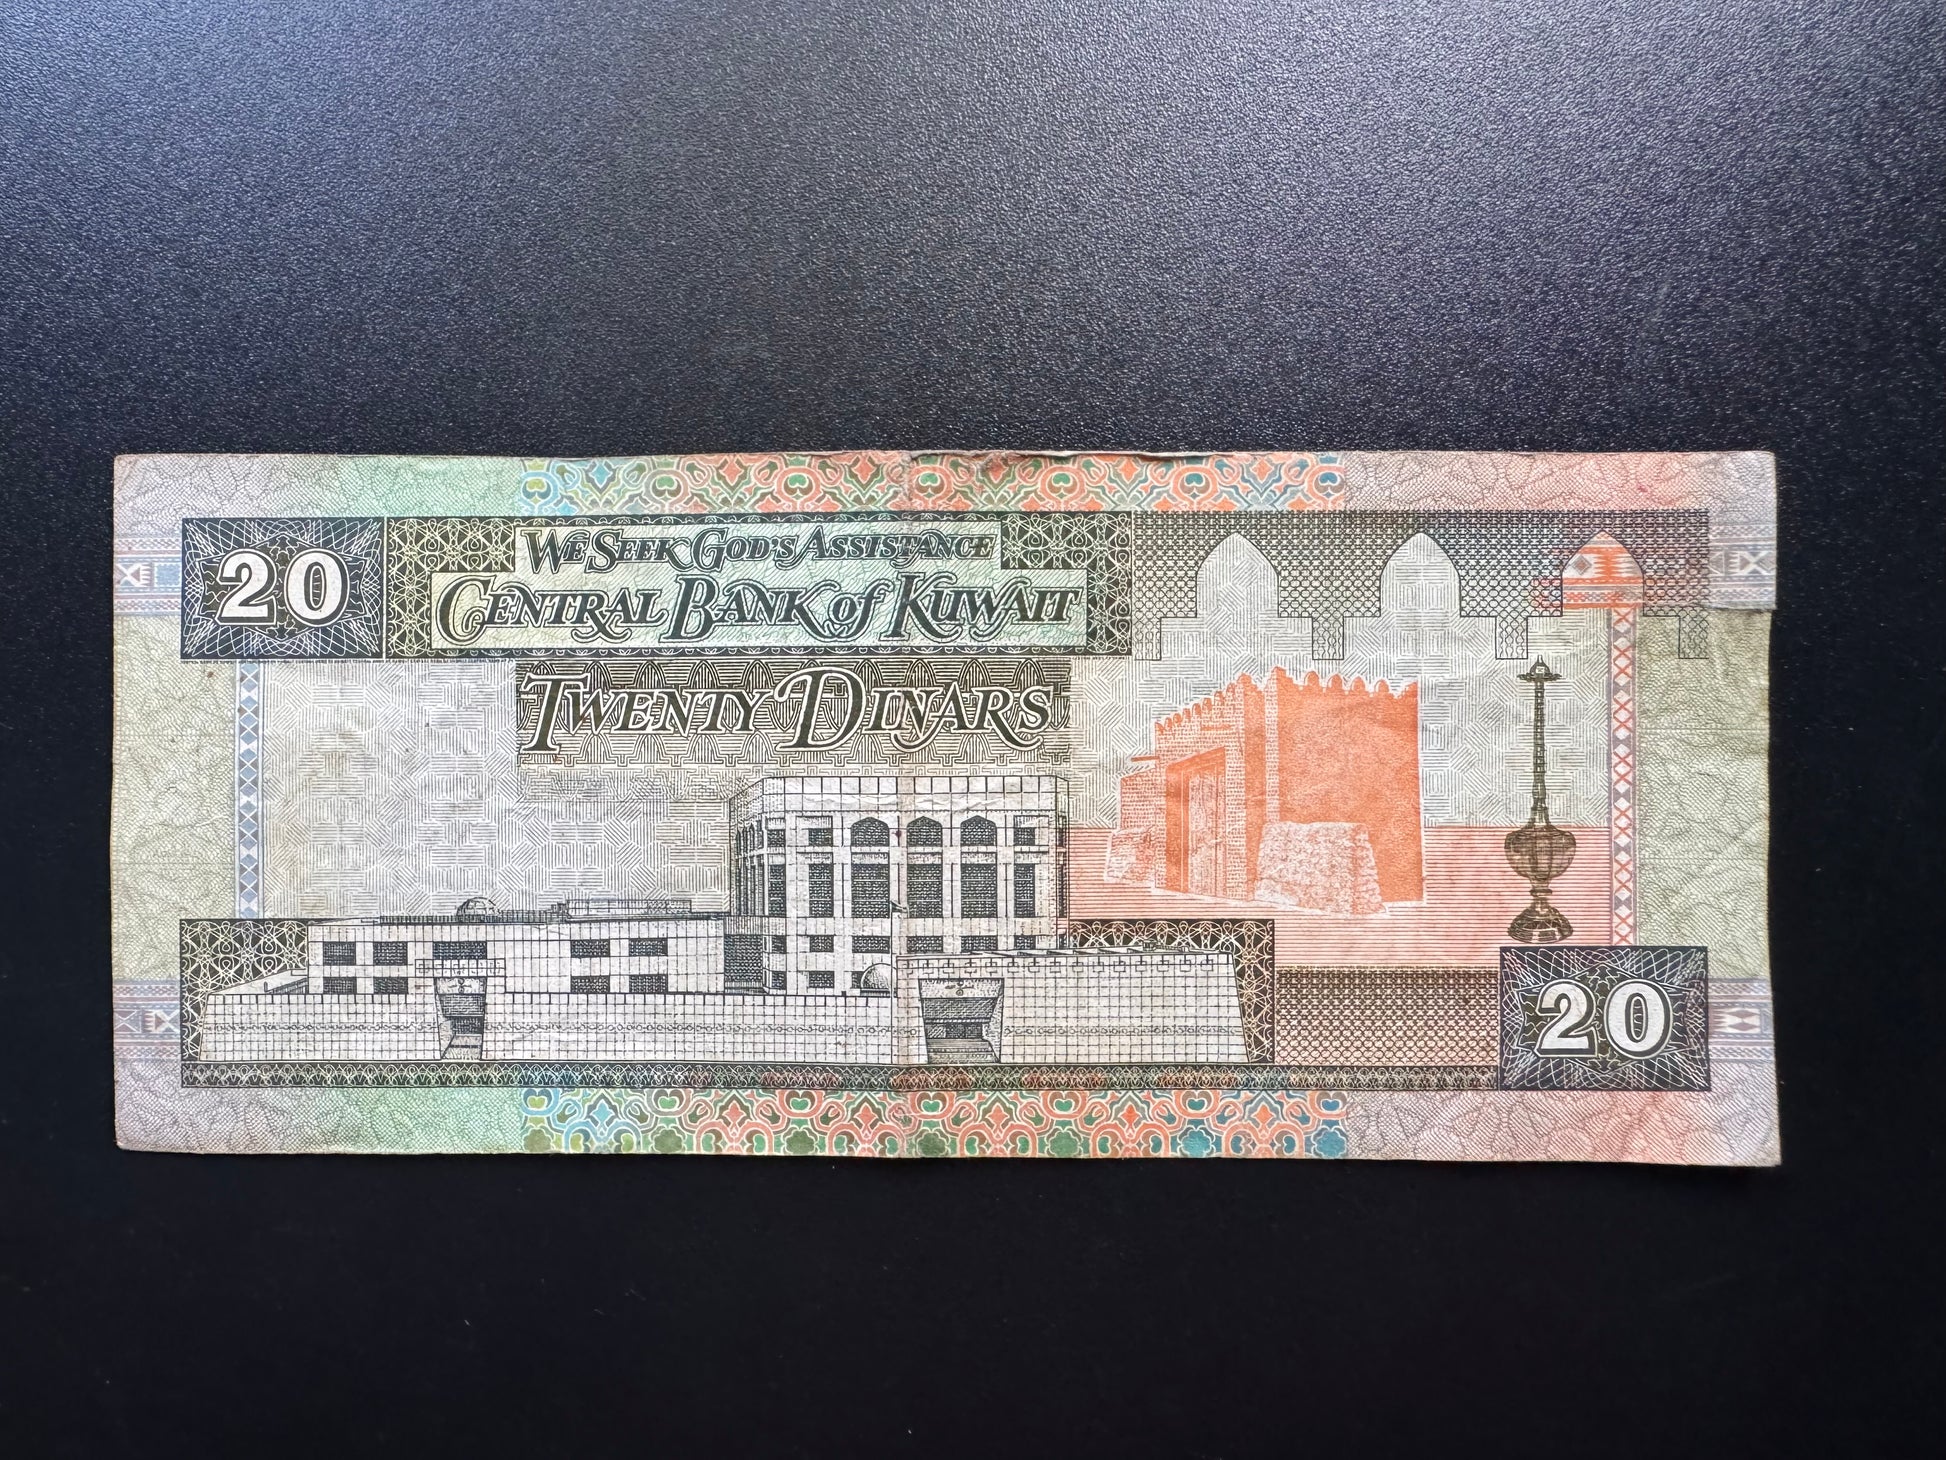 20
We Seek God's Assistance
Central Bank of Kuwait
Twenty Dinars
20